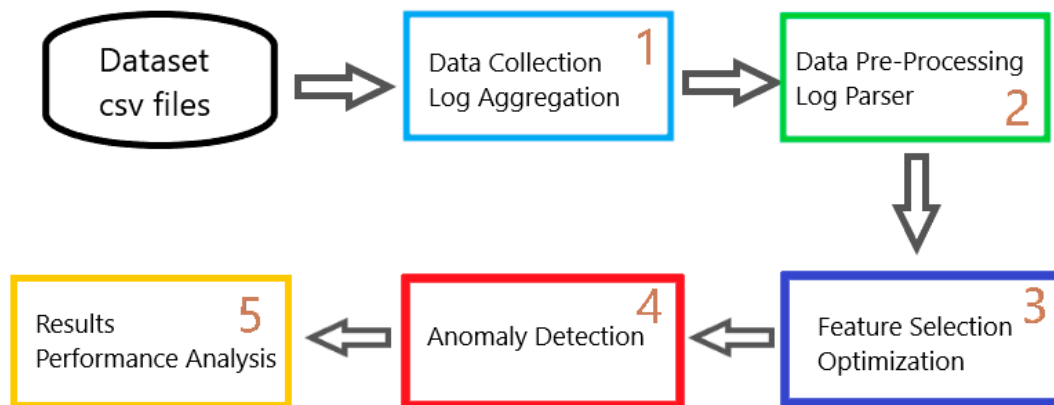 Dataset
csv files
1
Data Collection
Log Aggregation
Data Pre-Processing
Log Parser
2
3
Feature Selection
Optimization
4
Anomaly Detection
5
Results
Performance Analysis